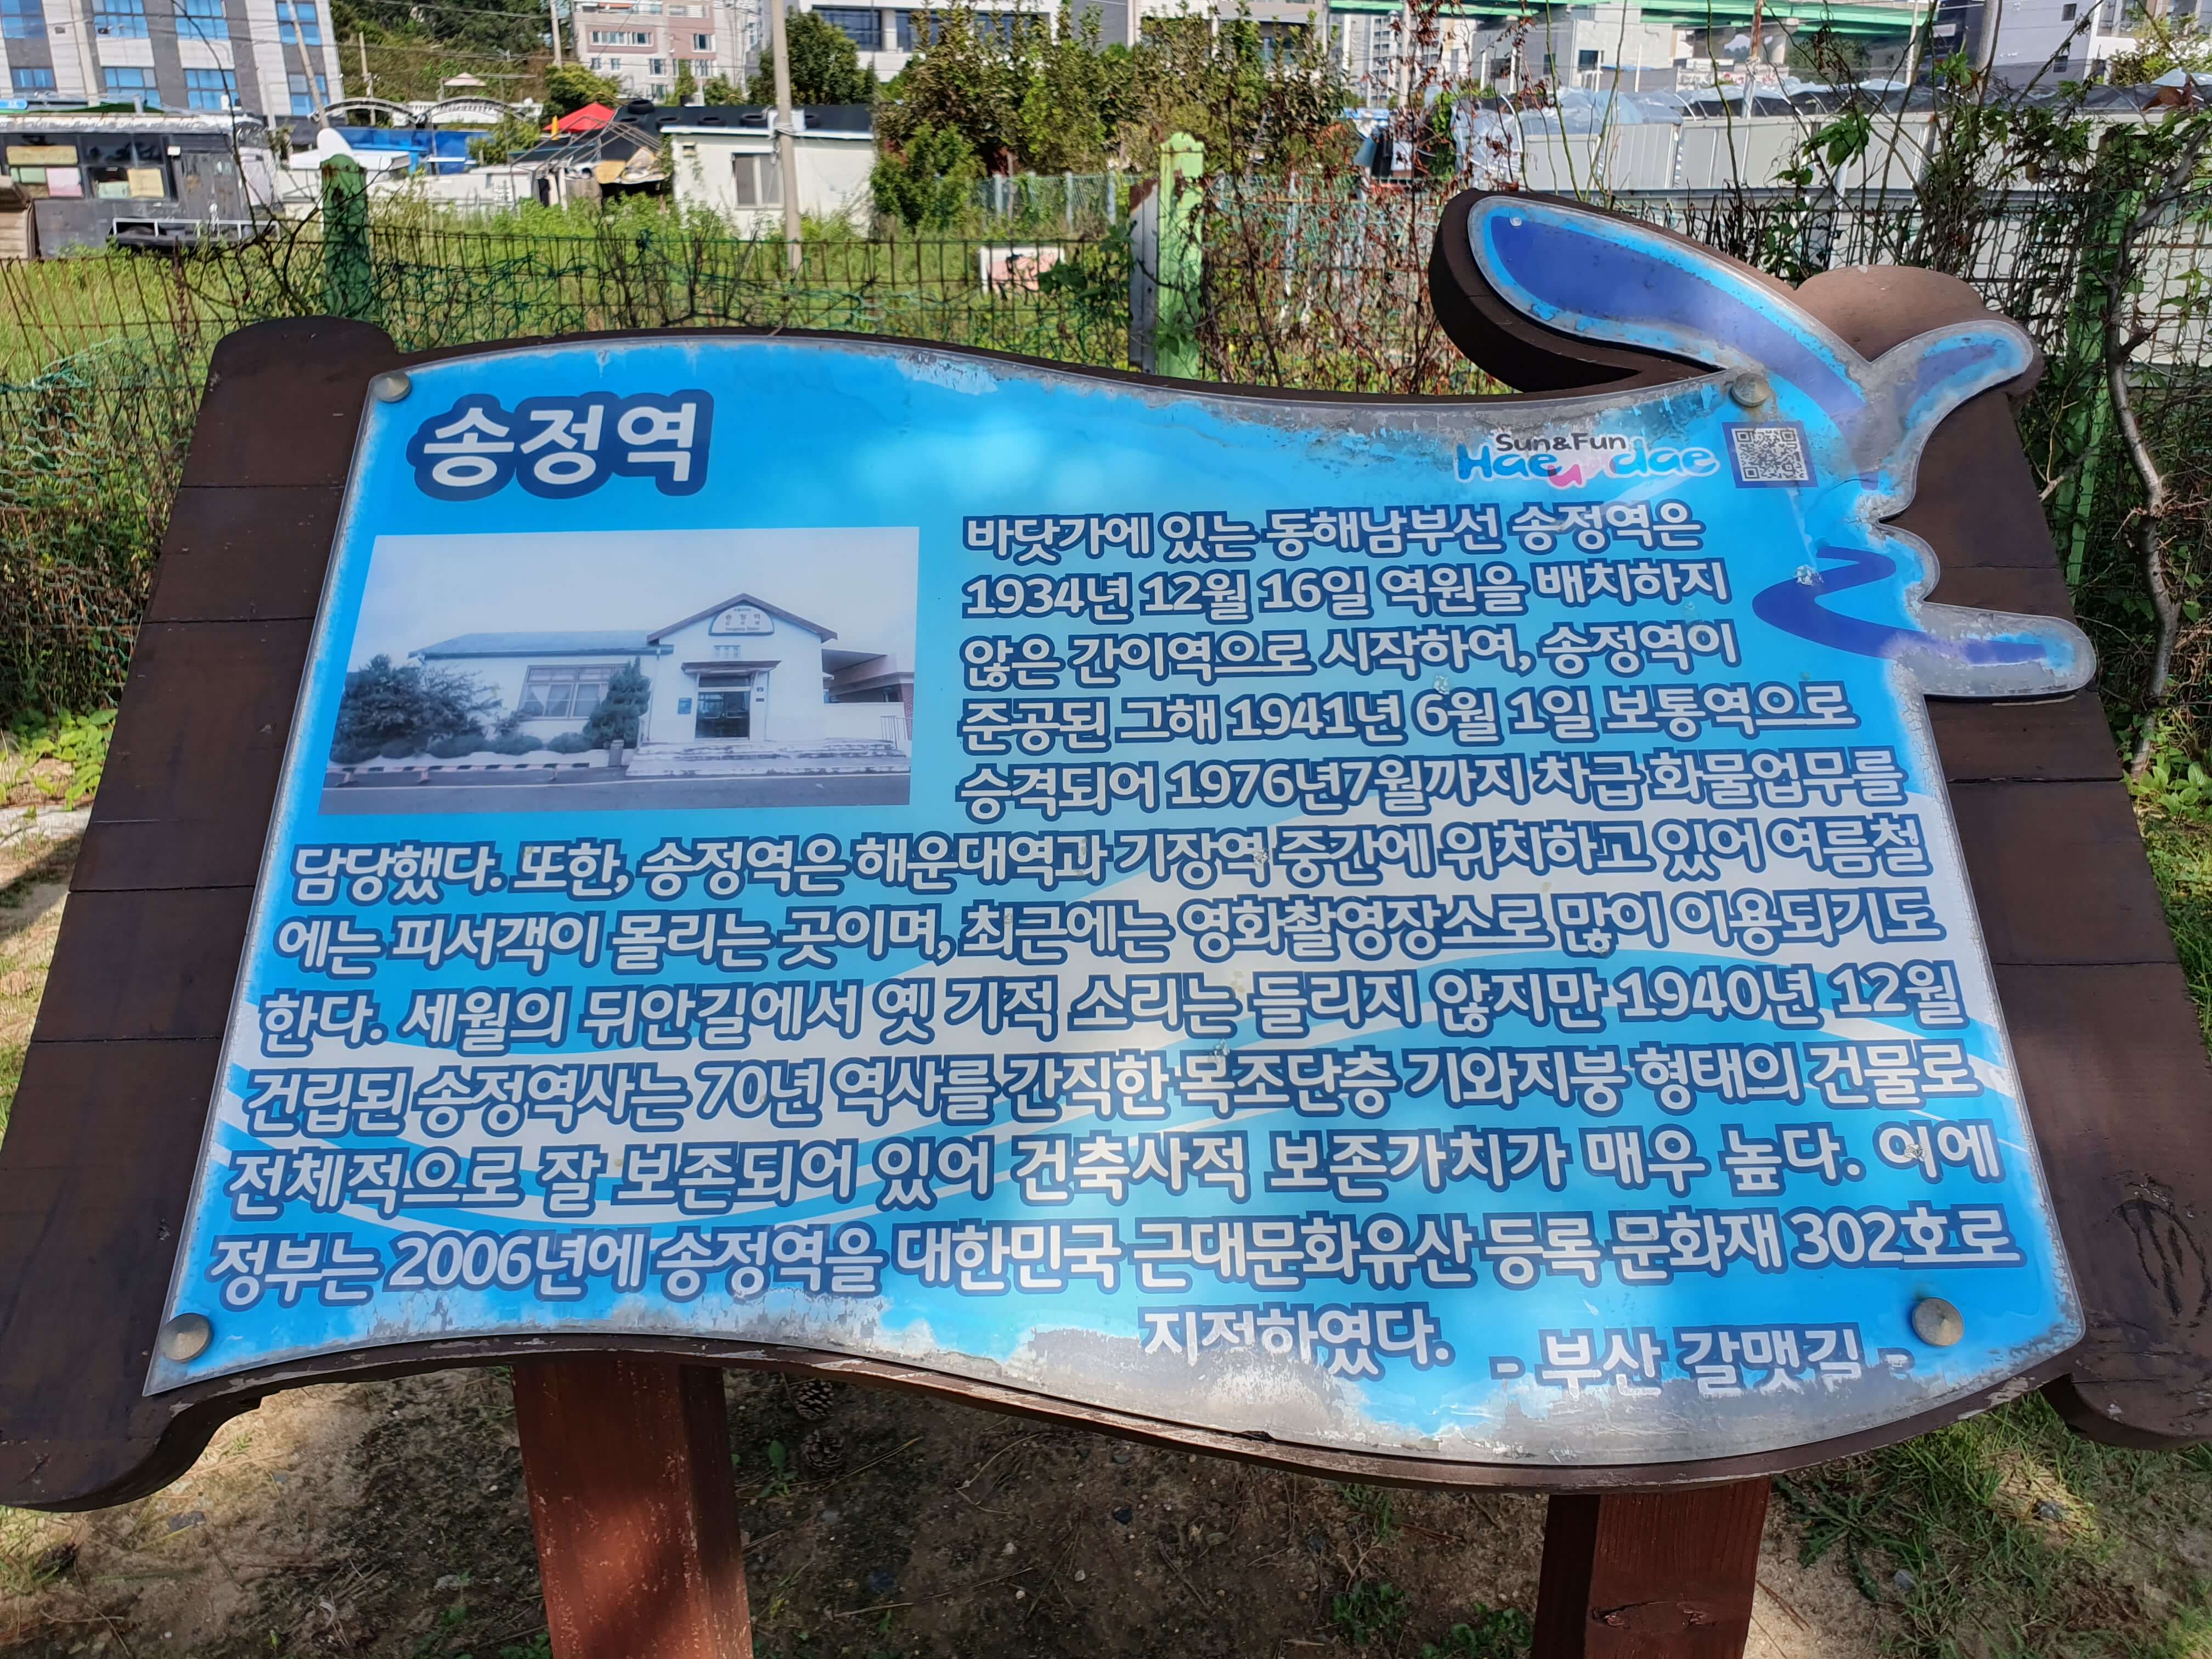 송정역
Sun&Fun
Haeundae
바닷가에 있는 동해남부선 송정역은
1934년 12월 16일 역원을 배치하지
않은 간이역으로 시작하여, 송정역이
준공된 그해 1941년 6월 1일 보통역으로
승격되어 1976년7월까지 차급 화물업무를
담당했다. 또한, 송정역은 해운대역과 기장역 중간에 위치하고 있어 여름철
에는 피서객이 몰리는 곳이며, 최근에는 영화촬영장소로 많이 이용되기도
한다. 세월의 뒤안길에서 옛 기적 소리는 들리지 않지만 1940년 12월
건립된 송정역사는 70년 역사를 간직한 목조단층 기와지붕 형태의 건물로
전체적으로 잘 보존되어 있어 건축사적 보존가치가 매우 높다. 이에
정부는 2006년에 송정역을 대한민국 근대문화유산 등록 문화재 302호로
지정하였다.
- 부산 갈맷길 -